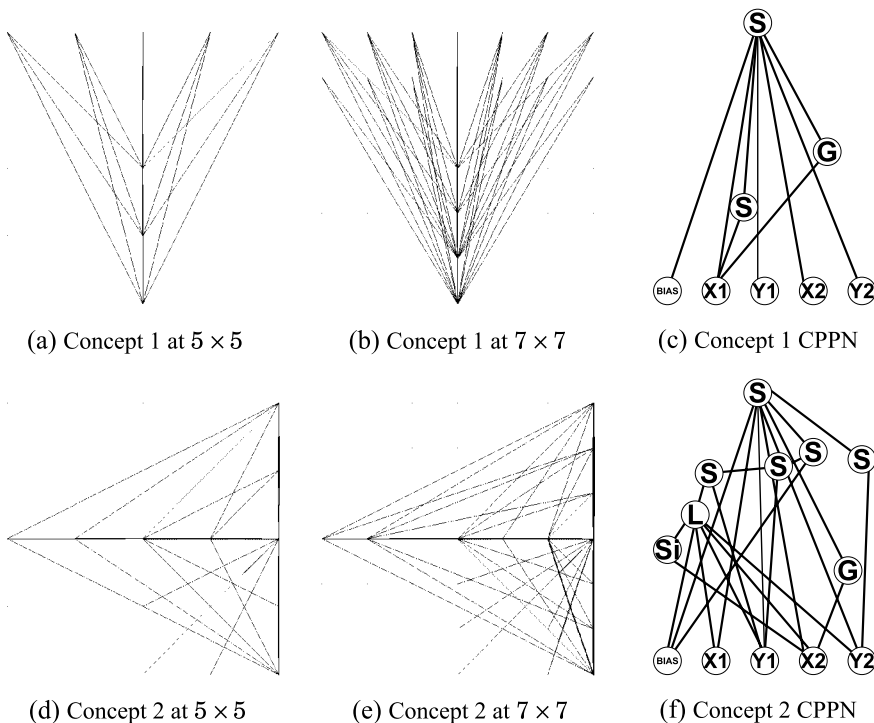 S
G
S
BIAS X1 Y1 X2 Y2
(a) Concept 1 at 5 × 5
(b) Concept 1 at 7 × 7
(c) Concept 1 CPPN
S
S
S
S
S
L
Si
G
BIAS X1 Y1 X2 Y2
(d) Concept 2 at 5 × 5
(e) Concept 2 at 7 × 7
(f) Concept 2 CPPN